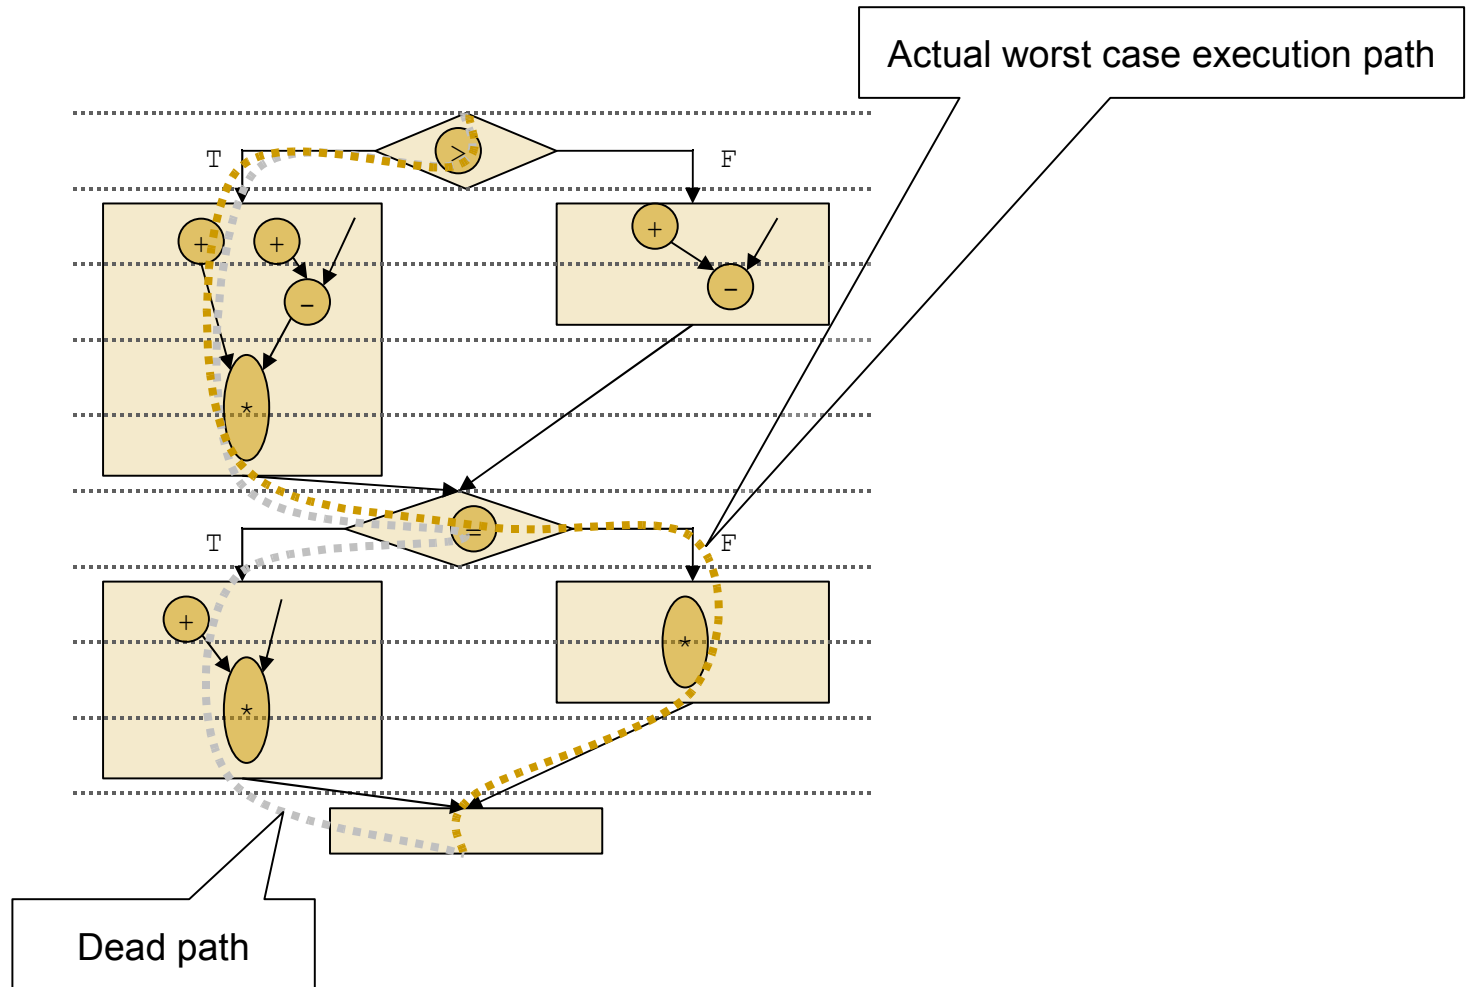 Actual worst case execution path
>
T
F
+
+
+
-
-
*
=
T
F
+
*
*
Dead path